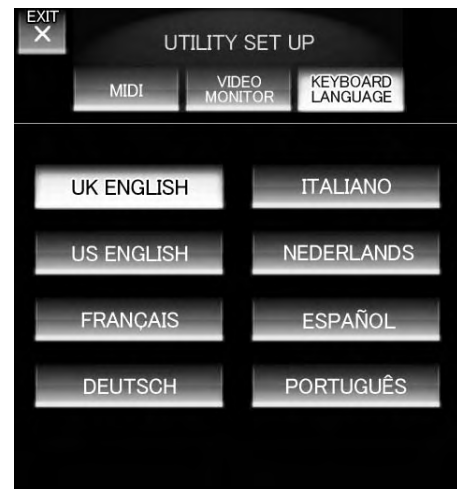 EXIT
×
UTILITY SET UP
MIDI
VIDEO
MONITOR
KEYBOARD
LANGUAGE
UK ENGLISH
ITALIANO
US ENGLISH
NEDERLANDS
FRANÇAIS
ESPAÑOL
DEUTSCH
PORTUGUÊS